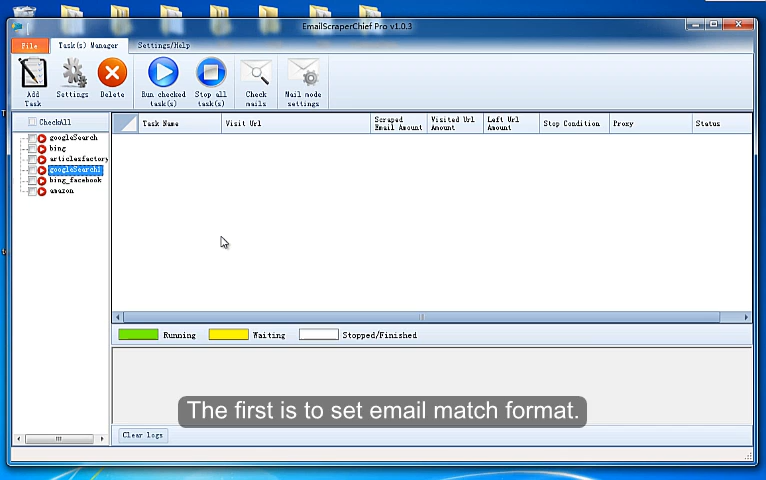 EmailScraperChief Pro v1.0.3
File Task(s) Manager Settings/Help
Add Task
Settings
Delete
Run checked task(s)
Stop all task(s)
Check mails
Mail mode settings
CheckAll
googleSearch
bing
articlesfactory
googleSearch1
bing_facebook
amazon
Task Name
Visit Url
Scraped Email Amount
Visited Url Amount
Left Url Amount
Stop Condition
Proxy
Status
Running Waiting Stopped/Finished
The first is to set email match format.
Clear logs